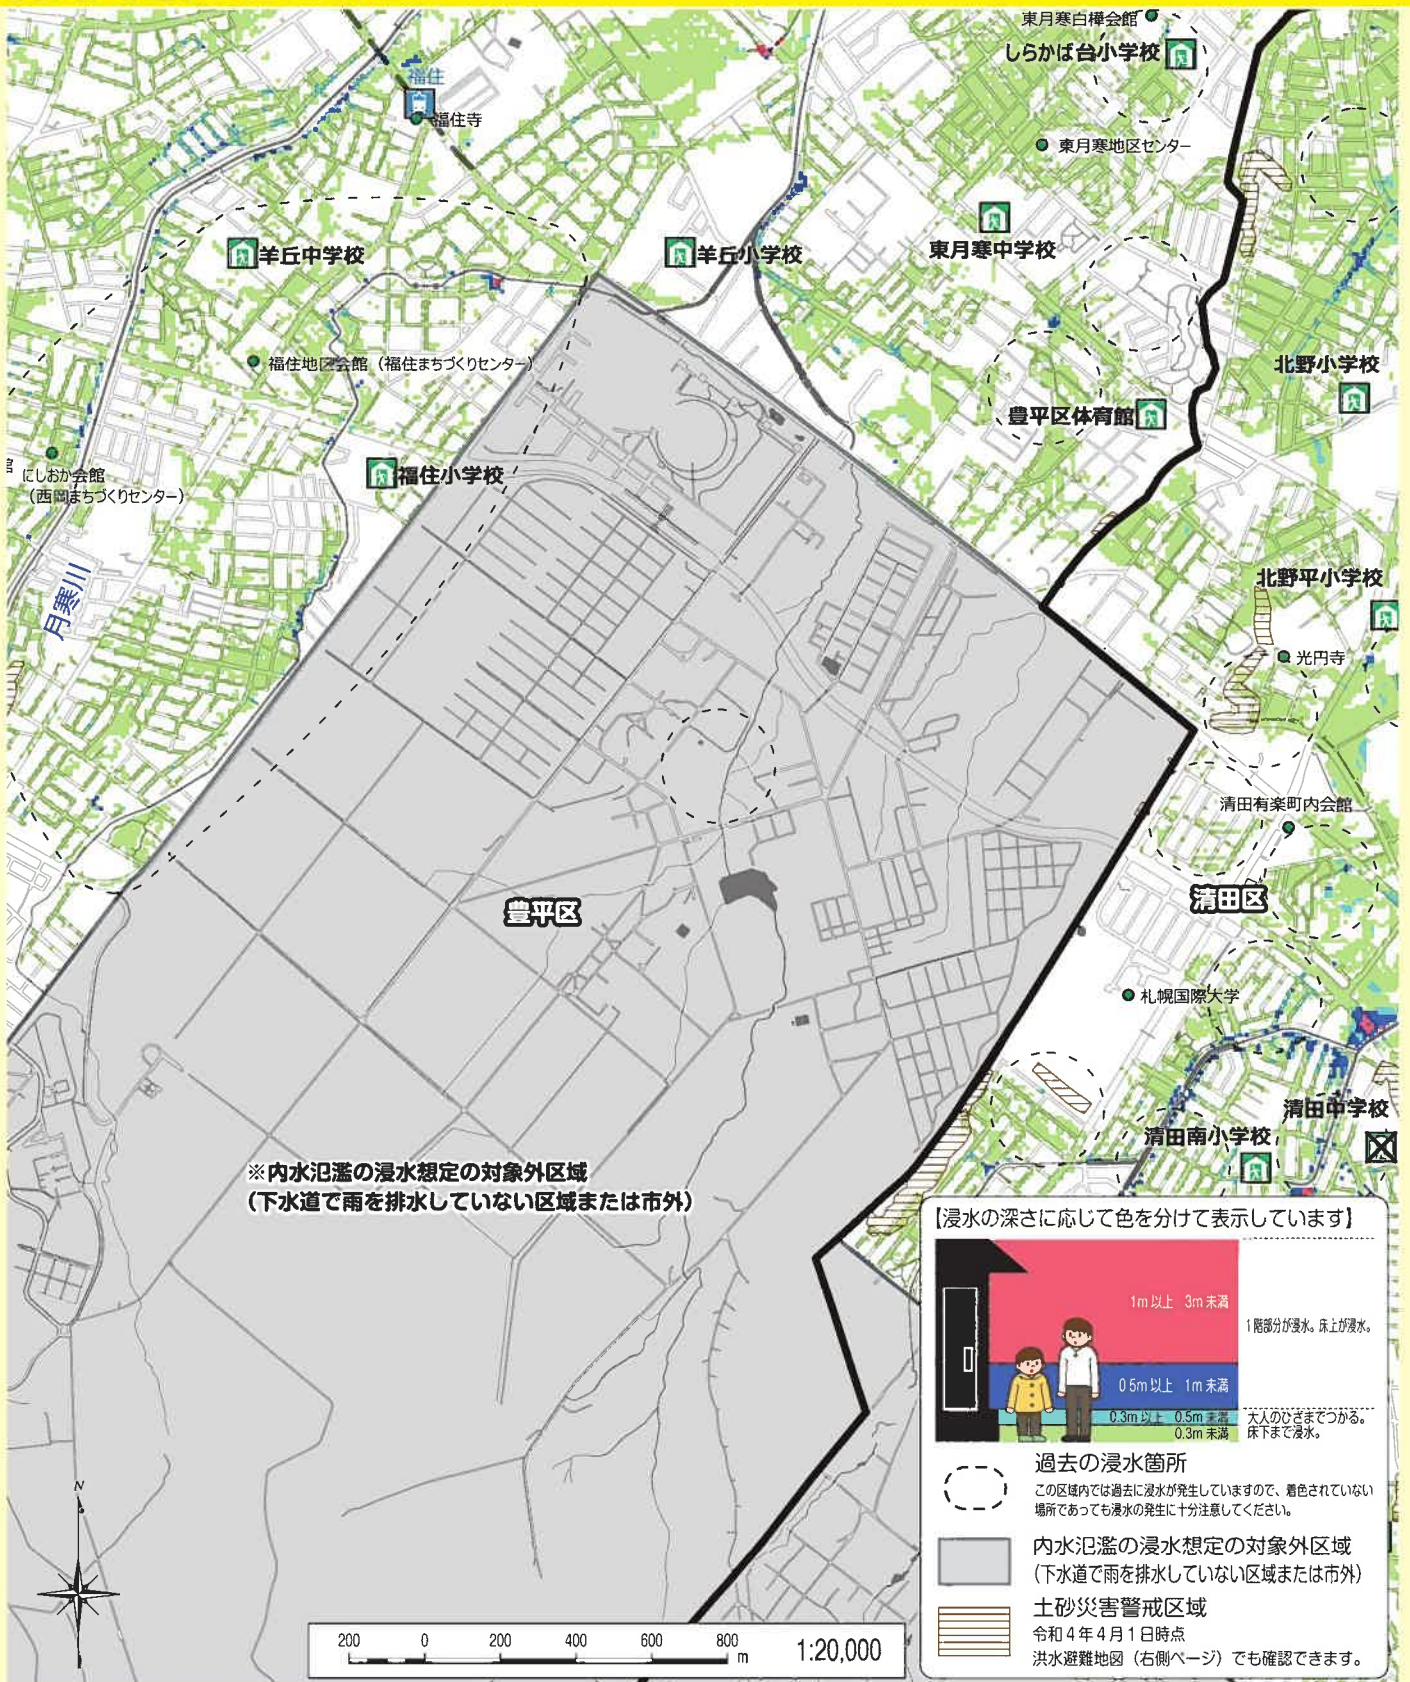 東月寒白樺会館
しらかば台小学校
福住
福住寺
東月寒地区センター
羊丘中学校
羊丘小学校
東月寒中学校
福住地区会館（福住まちづくりセンター）
北野小学校
豊平区体育館
館
にしおか会館
（西岡まちづくりセンター）
福住小学校
月寒川
北野平小学校
光円寺
清田有楽町内会館
豊平区
清田区
札幌国際大学
清田中学校
清田南小学校
※内水氾濫の浸水想定の対象外区域
（下水道で雨を排水していない区域または市外）
【浸水の深さに応じて色を分けて表示しています】
1m以上 3m未満
1階部分が浸水。床上が浸水。
0.5m以上 1m未満
0.3m以上 0.5m未満
0.3m未満
大人のひざまでつかる。
床下まで浸水。
過去の浸水箇所
この区域内では過去に浸水が発生していますので、着色されていない
場所であっても浸水の発生に十分注意してください。
内水氾濫の浸水想定の対象外区域
（下水道で雨を排水していない区域または市外）
土砂災害警戒区域
令和4年4月1日時点
洪水避難地図（右側ページ）でも確認できます。
N
200 0 200 400 600 800 m
1:20,000